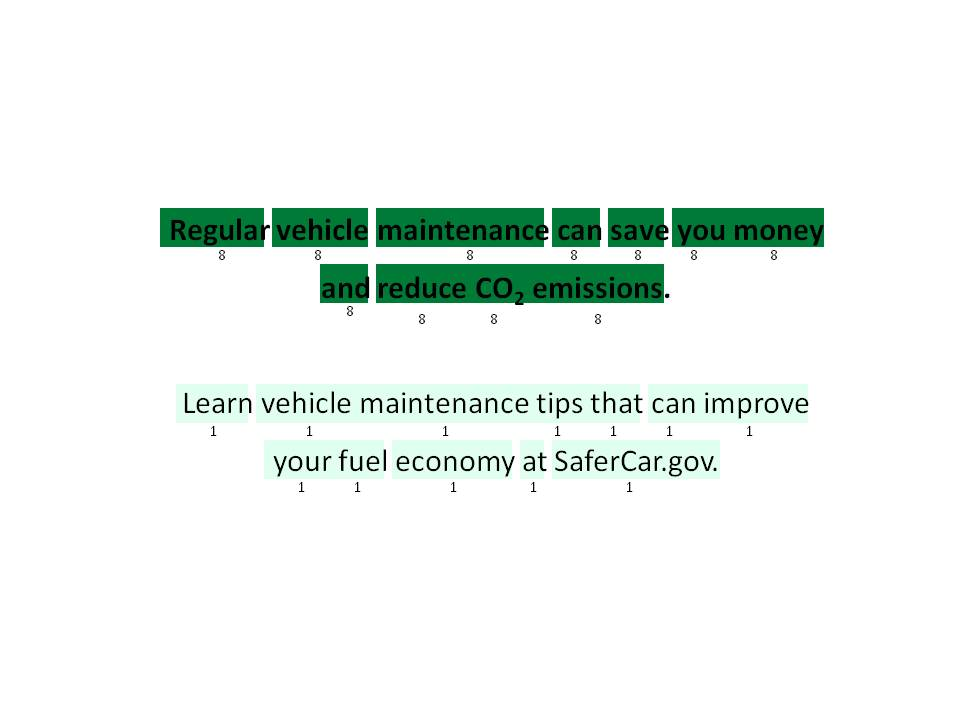 Regular vehicle maintenance can save you money
8 8 8 8 8 8 8
and reduce CO₂ emissions.
8 8 8 8
Learn vehicle maintenance tips that can improve
1 1 1 1 1 1 1
your fuel economy at SaferCar.gov.
1 1 1 1 1